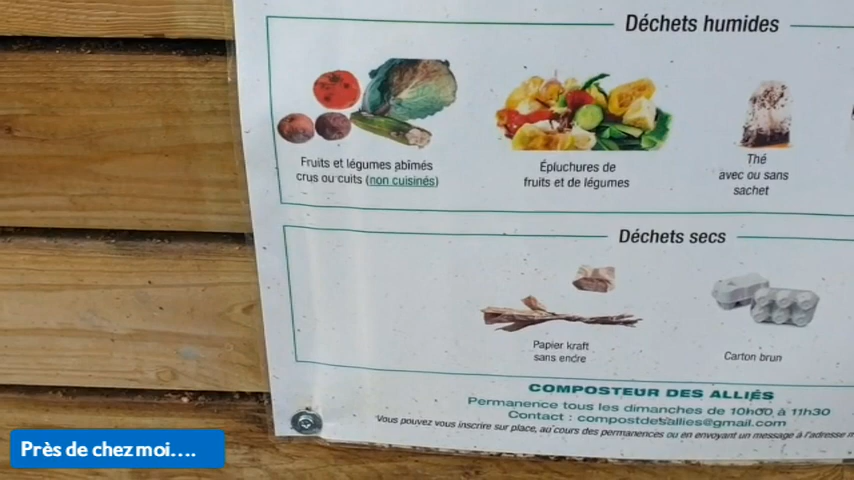 Déchets humides
Fruits et légumes abîmés
crus ou cuits (non cuisinés)
Épluchures de
fruits et de légumes
Thé
avec ou sans
sachet
Déchets secs
Papier kraft
sans encre
Carton brun
COMPOSTEUR DES ALLIÉS
Permanence tous les dimanches de 10h00 à 11h30
Contact : compostdesallies@gmail.com
Vous pouvez vous inscrire sur place, au cours des permanences ou en envoyant un message à l'adresse
Près de chez moi....